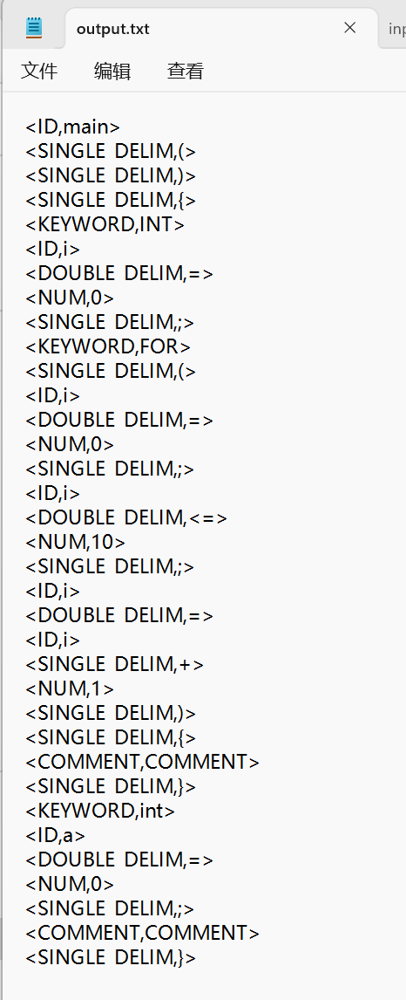 output.txt
inp
文件 编辑 查看
<ID,main>
<SINGLE DELIM,(>
<SINGLE DELIM,)>
<SINGLE DELIM,{>
<KEYWORD,INT>
<ID,i>
<DOUBLE DELIM,=>
<NUM,0>
<SINGLE DELIM,;>
<KEYWORD,FOR>
<SINGLE DELIM,(>
<ID,i>
<DOUBLE DELIM,=>
<NUM,0>
<SINGLE DELIM,;>
<ID,i>
<DOUBLE DELIM,<=>
<NUM,10>
<SINGLE DELIM,;>
<ID,i>
<DOUBLE DELIM,=>
<ID,i>
<SINGLE DELIM,+>
<NUM,1>
<SINGLE DELIM,)>
<SINGLE DELIM,{>
<COMMENT,COMMENT>
<SINGLE DELIM,}>
<KEYWORD,int>
<ID,a>
<DOUBLE DELIM,=>
<NUM,0>
<SINGLE DELIM,;>
<COMMENT,COMMENT>
<SINGLE DELIM,}>